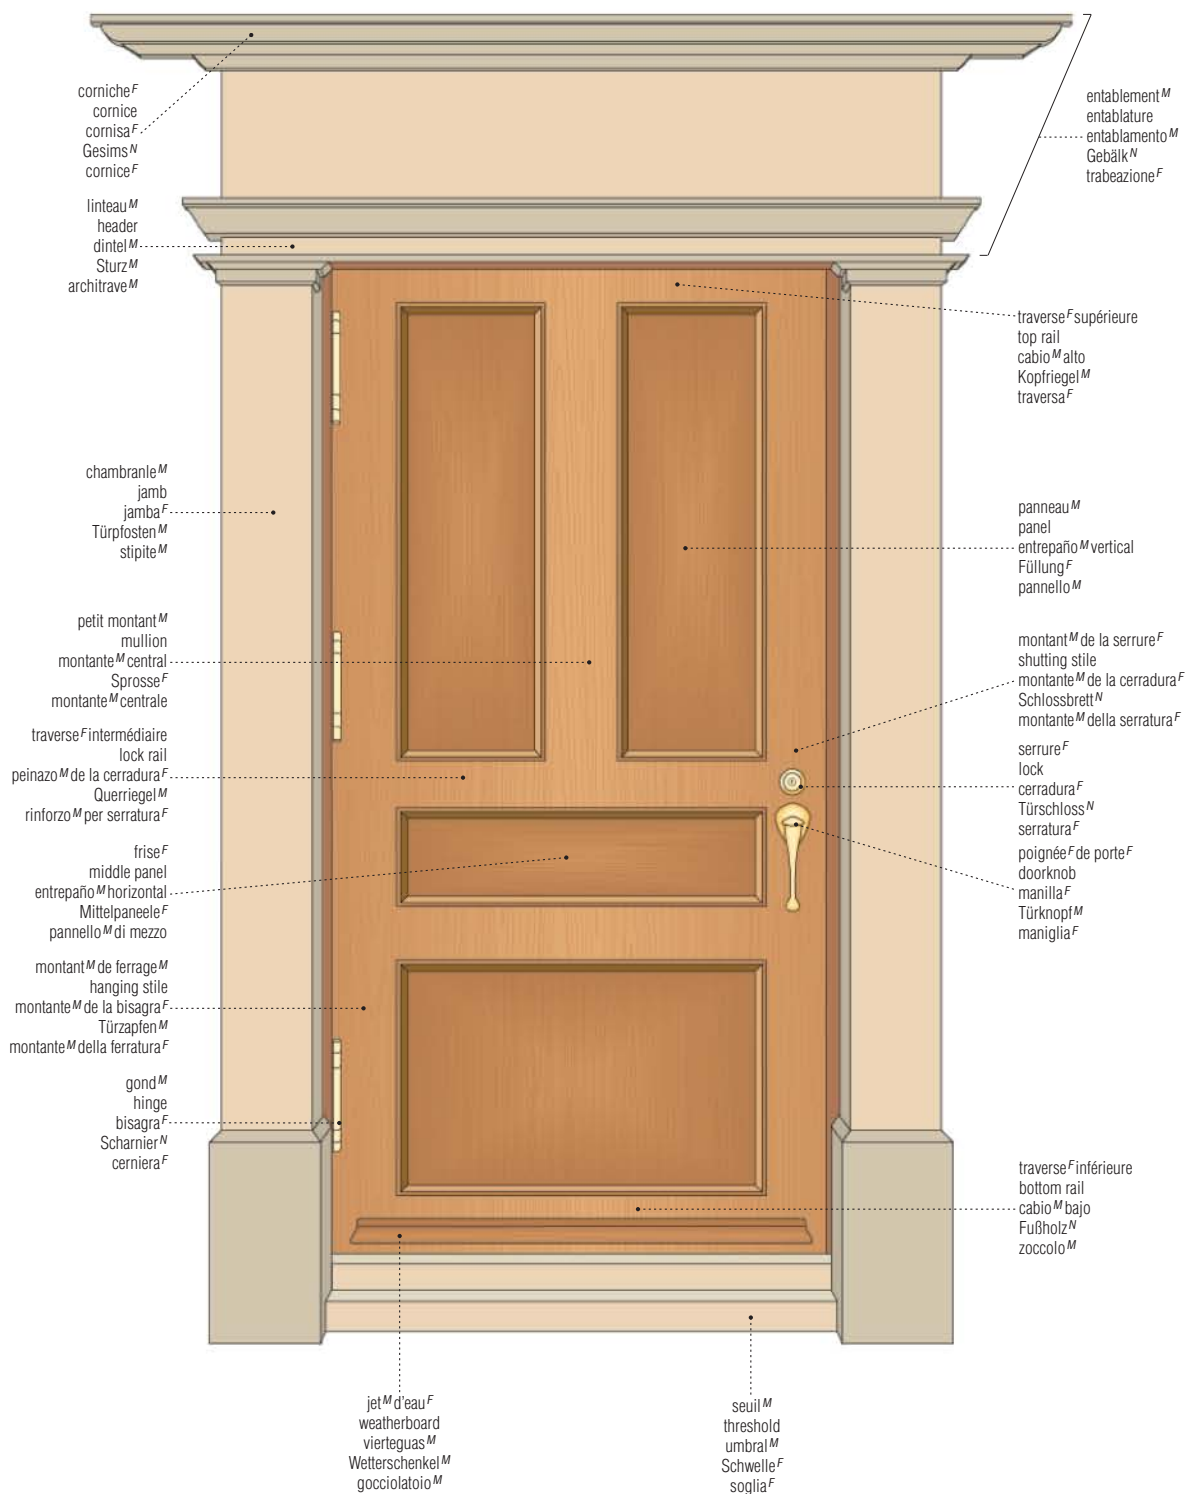 corniche F
cornice
cornisa F
Gesims N
cornice F
entablement M
entablature
entablamento M
Gebälk N
trabeazione F
linteau M
header
dintel M
Sturz M
architrave M
traverse F supérieure
top rail
cabio M alto
Kopfriegel M
traversa F
chambranle M
jamb
jamba F
Türpfosten M
stipite M
panneau M
panel
entrepaño M vertical
Füllung F
pannello M
petit montant M
mullion
montante M central
Sprosse F
montante M centrale
montant M de la serrure F
shutting stile
montante M de la cerradura F
Schlossbrett N
montante M della serratura F
traverse F intermédiaire
lock rail
peinazo M de la cerradura F
Querriegel M
rinforzo M per serratura F
serrure F
lock
cerradura F
Türschloss N
serratura F
frise F
middle panel
entrepaño M horizontal
Mittelpaneele F
pannello M di mezzo
poignée F de porte F
doorknob
manilla F
Türknopf M
maniglia F
montant M de ferrage M
hanging stile
montante M de la bisagra F
Türzapfen M
montante M della ferratura F
gond M
hinge
bisagra F
Scharnier N
cerniera F
traverse F inférieure
bottom rail
cabio M bajo
Fußholz N
zoccolo M
jet M d'eau F
weatherboard
vierteguas M
Wetterschenkel M
gocciolatoio M
seuil M
threshold
umbral M
Schwelle F
soglia F